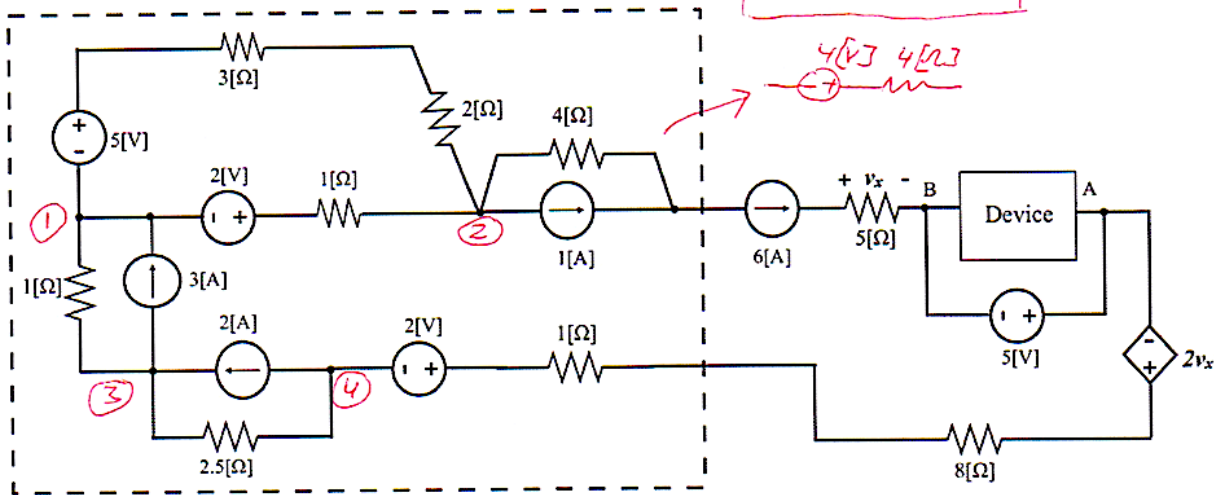 4[V] 4[Ω]
3[Ω]
+
-
5[V]
2[Ω]
4[Ω]
2[V]
1[Ω]
- +
1
2
1[A]
6[A]
+ vₓ -
5[Ω]
B
Device
A
1[Ω]
3[A]
- +
5[V]
2[A]
2[V]
1[Ω]
- +
3
4
-
+
2vₓ
2.5[Ω]
8[Ω]